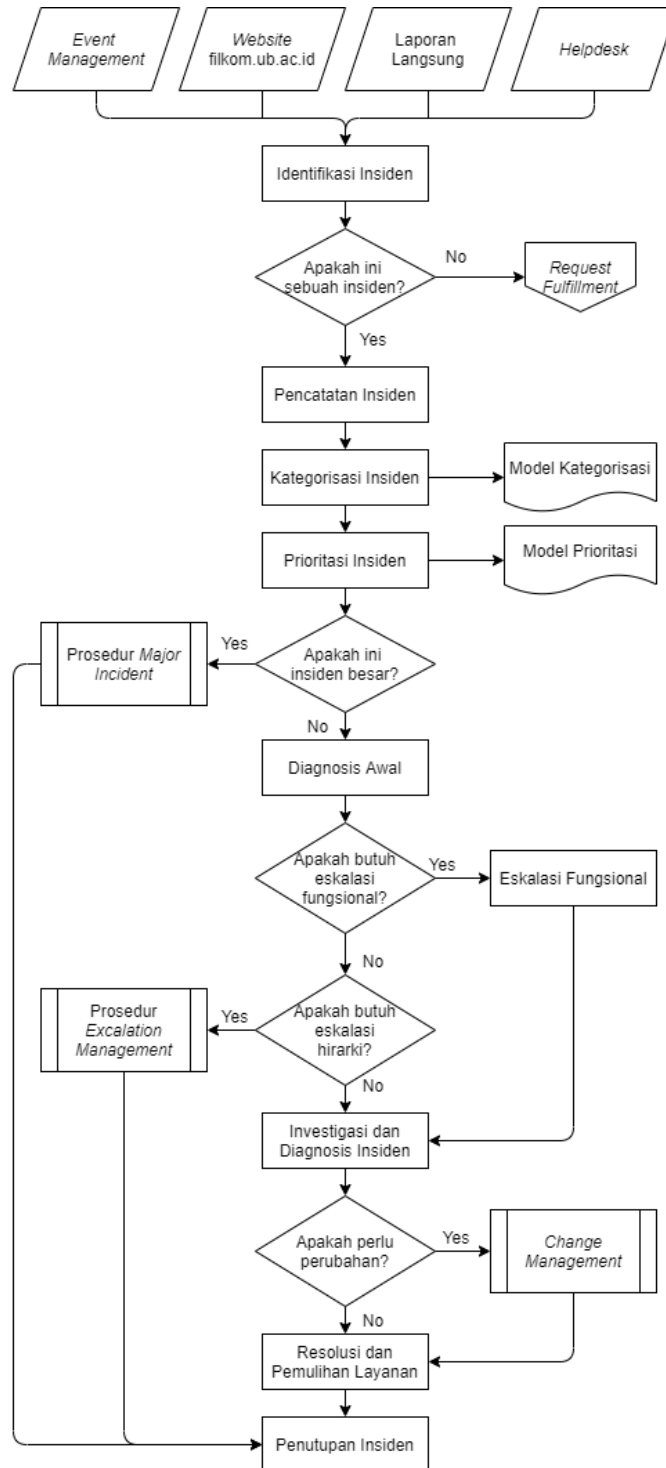 Event
Management
Website
filkom.ub.ac.id
Laporan
Langsung
Helpdesk
Identifikasi Insiden
Apakah ini
sebuah insiden?
No
Request
Fulfillment
Yes
Pencatatan Insiden
Kategorisasi Insiden
Model Kategorisasi
Prioritasi Insiden
Model Prioritasi
Prosedur Major
Incident
Yes
Apakah ini
insiden besar?
No
Diagnosis Awal
Apakah butuh
eskalasi
fungsional?
Yes
Eskalasi Fungsional
No
Prosedur
Excalation
Management
Yes
Apakah butuh
eskalasi
hirarki?
No
Investigasi dan
Diagnosis Insiden
Apakah perlu
perubahan?
Yes
Change
Management
No
Resolusi dan
Pemulihan Layanan
Penutupan Insiden